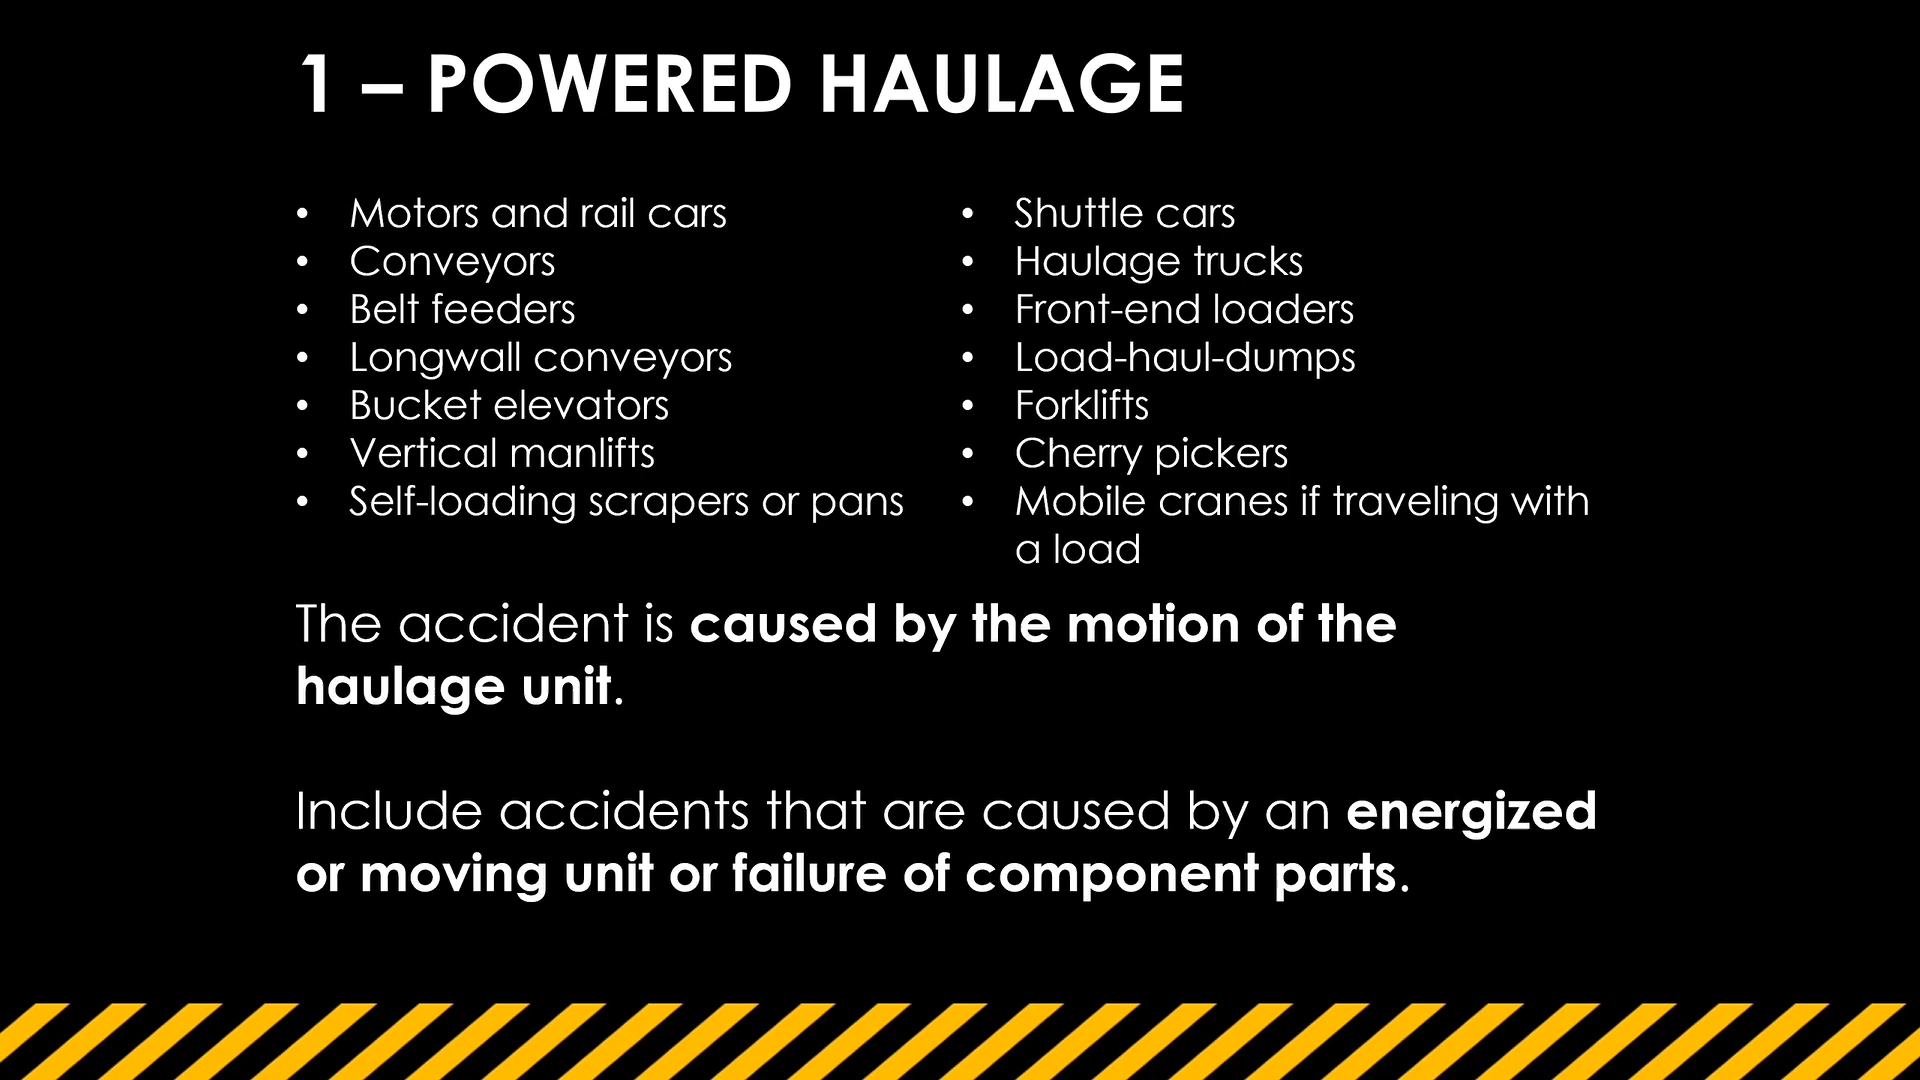 1 – POWERED HAULAGE
• Motors and rail cars
• Conveyors
• Belt feeders
• Longwall conveyors
• Bucket elevators
• Vertical manlifts
• Self-loading scrapers or pans
• Shuttle cars
• Haulage trucks
• Front-end loaders
• Load-haul-dumps
• Forklifts
• Cherry pickers
• Mobile cranes if traveling with
a load
The accident is caused by the motion of the
haulage unit.
Include accidents that are caused by an energized
or moving unit or failure of component parts.